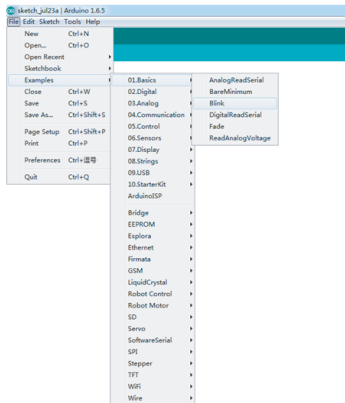 sketch_jul23a | Arduino 1.6.5
File Edit Sketch Tools Help
New Ctrl+N
Open... Ctrl+O
Open Recent
Sketchbook
Examples
Close Ctrl+W
Save Ctrl+S
Save As... Ctrl+Shift+S
Page Setup Ctrl+Shift+P
Print Ctrl+P
Preferences Ctrl+逗号
Quit Ctrl+Q
01.Basics
02.Digital
03.Analog
04.Communication
05.Control
06.Sensors
07.Display
08.Strings
09.USB
10.StarterKit
ArduinoISP
Bridge
EEPROM
Esplora
Ethernet
Firmata
GSM
LiquidCrystal
Robot Control
Robot Motor
SD
Servo
SoftwareSerial
SPI
Stepper
TFT
WiFi
Wire
AnalogReadSerial
BareMinimum
Blink
DigitalReadSerial
Fade
ReadAnalogVoltage